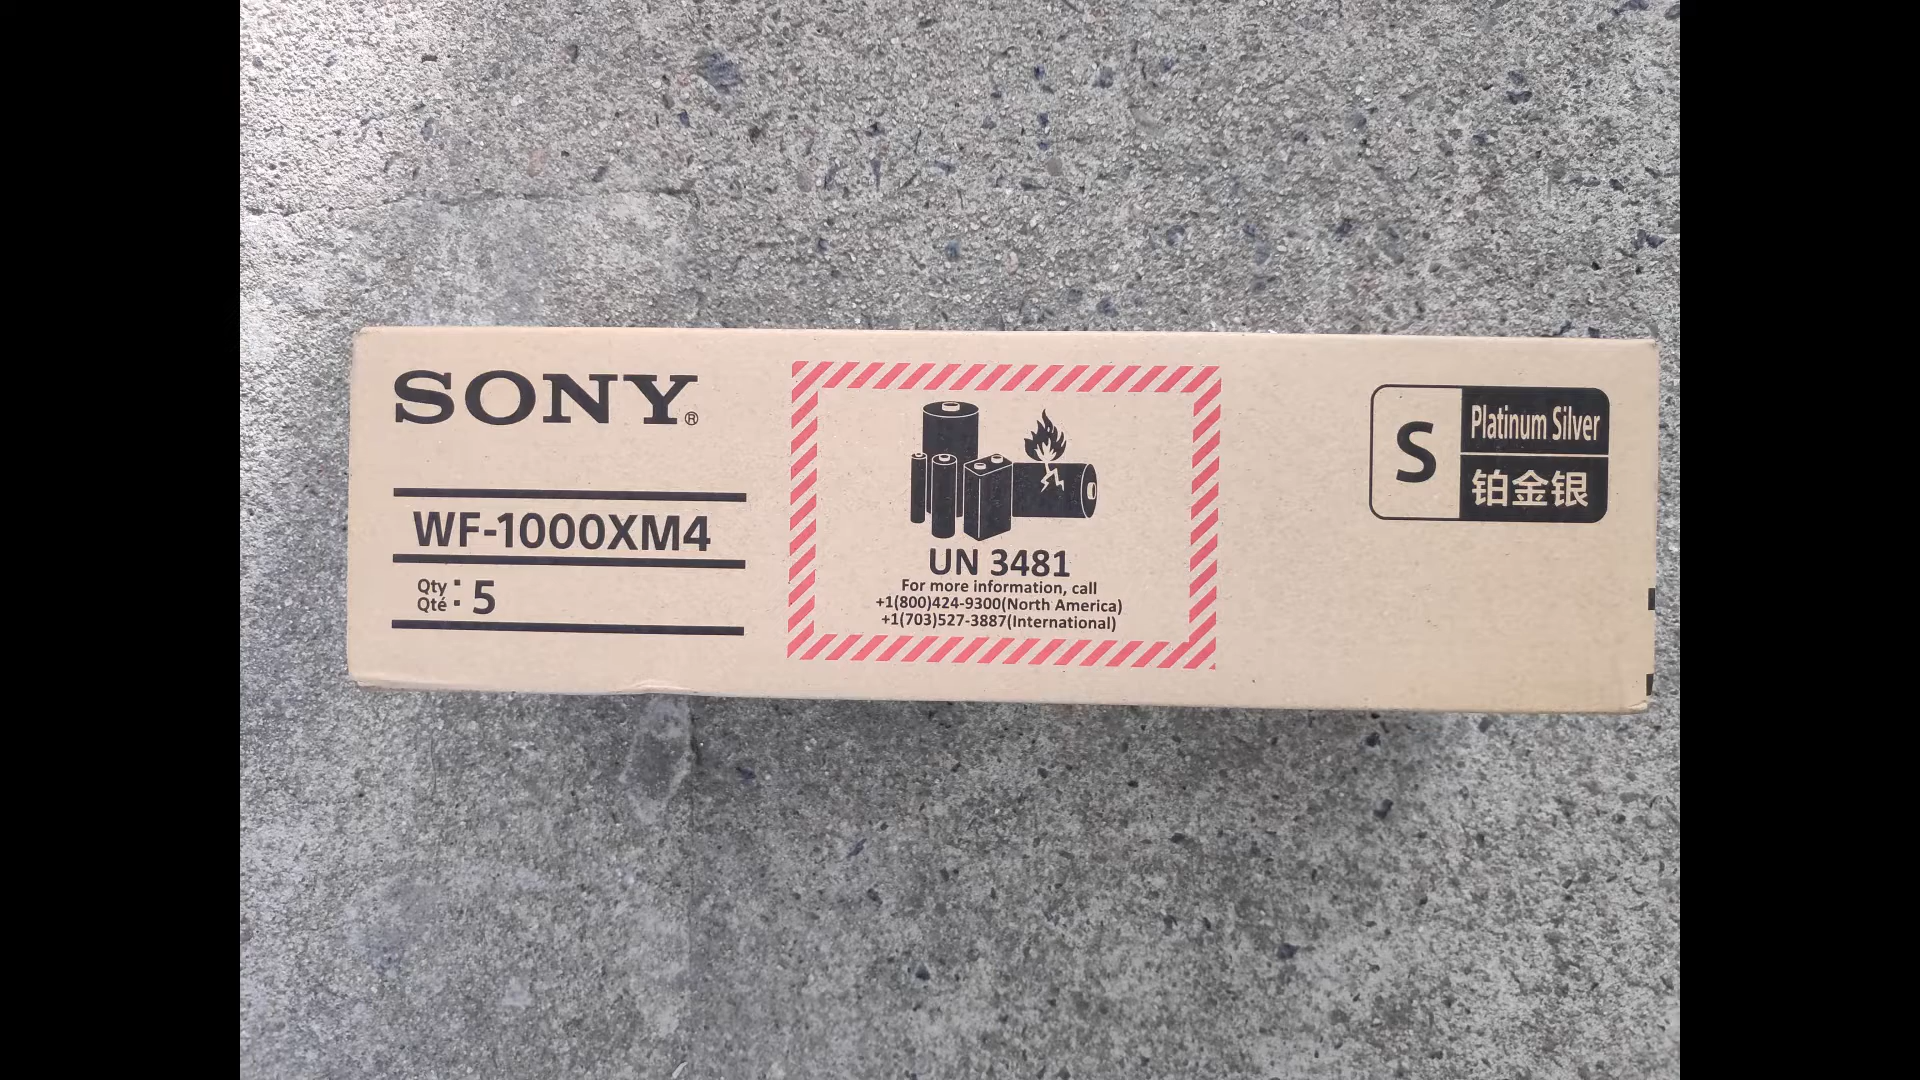 SONY®
WF-1000XM4
Qty
Qté : 5
UN 3481
For more information, call
+1(800)424-9300(North America)
+1(703)527-3887(International)
S
Platinum Silver
铂金银